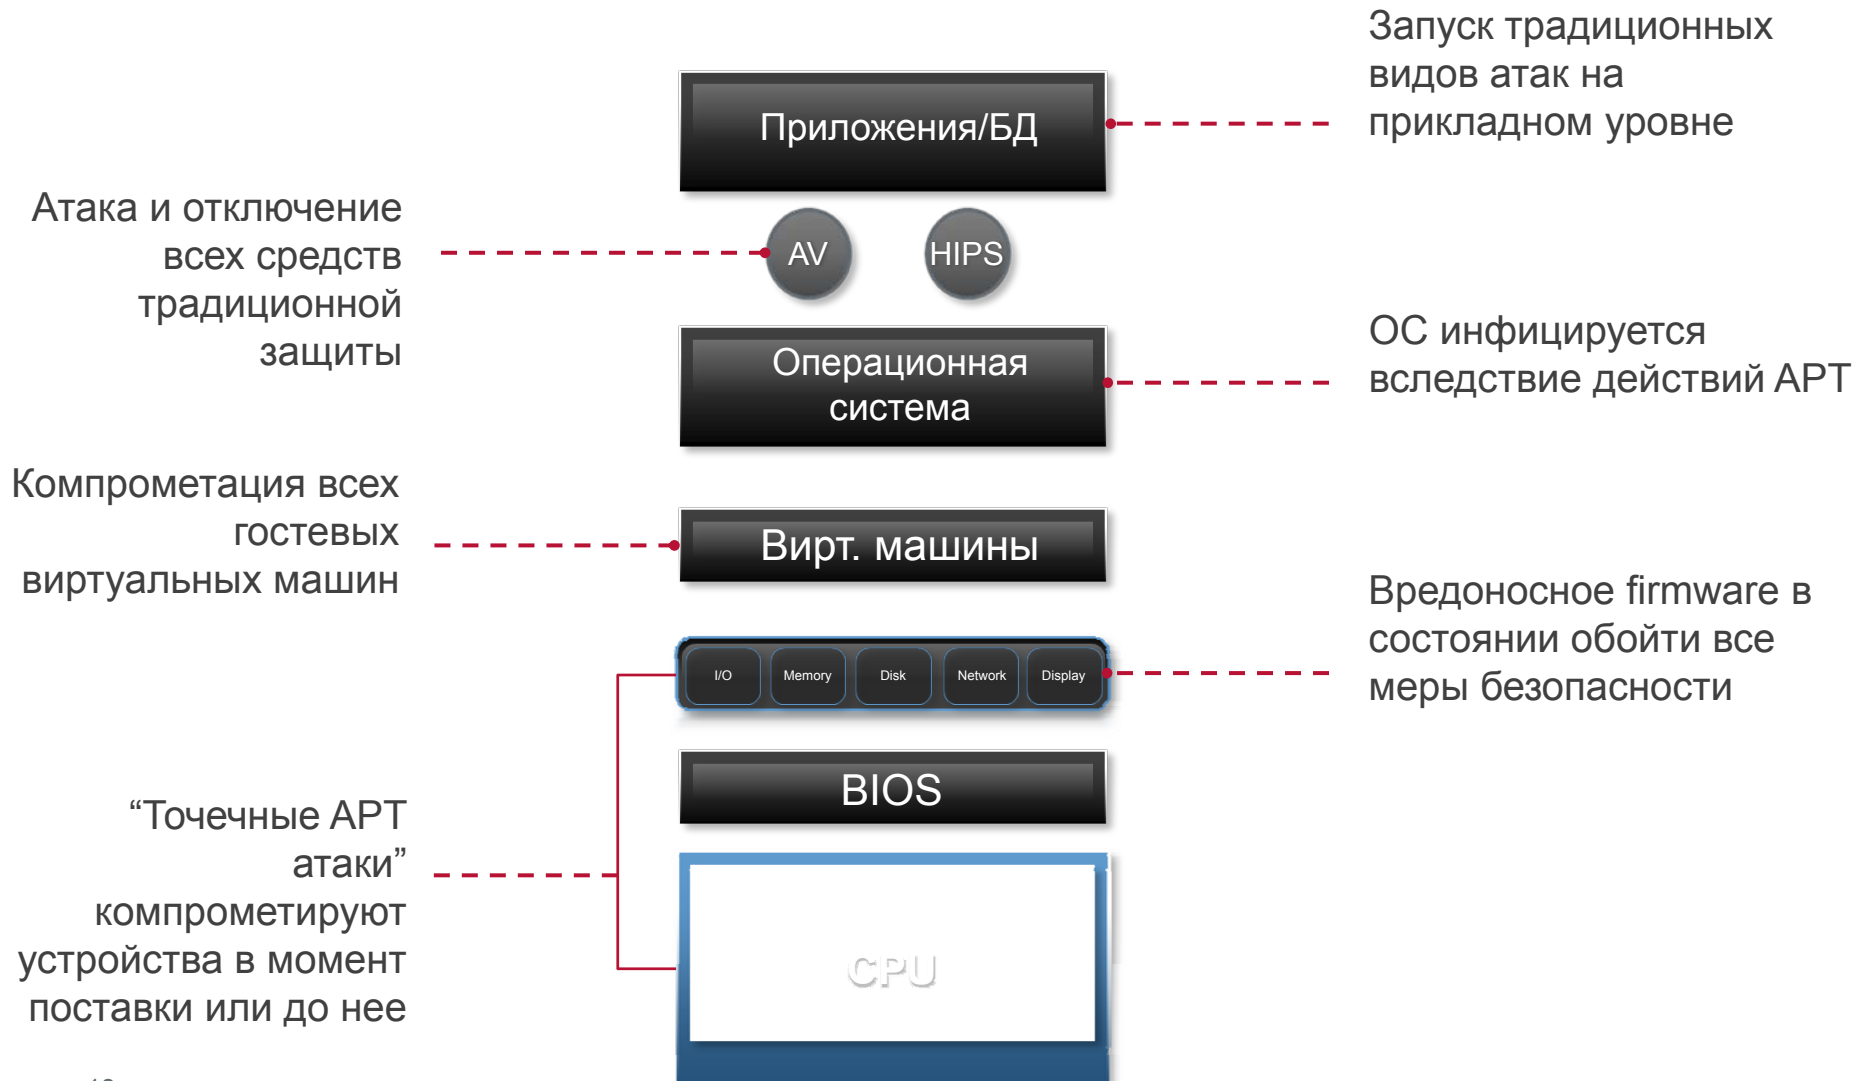 Запуск традиционных
видов атак на
прикладном уровне
Приложения/БД
Атака и отключение
всех средств
традиционной
защиты
AV
HIPS
Операционная
система
ОС инфицируется
вследствие действий APT
Компрометация всех
гостевых
виртуальных машин
Вирт. машины
Вредоносное firmware в
состоянии обойти все
меры безопасности
I/O
Memory
Disk
Network
Display
BIOS
“Точечные APT
атаки”
компрометируют
устройства в момент
поставки или до нее
CPU